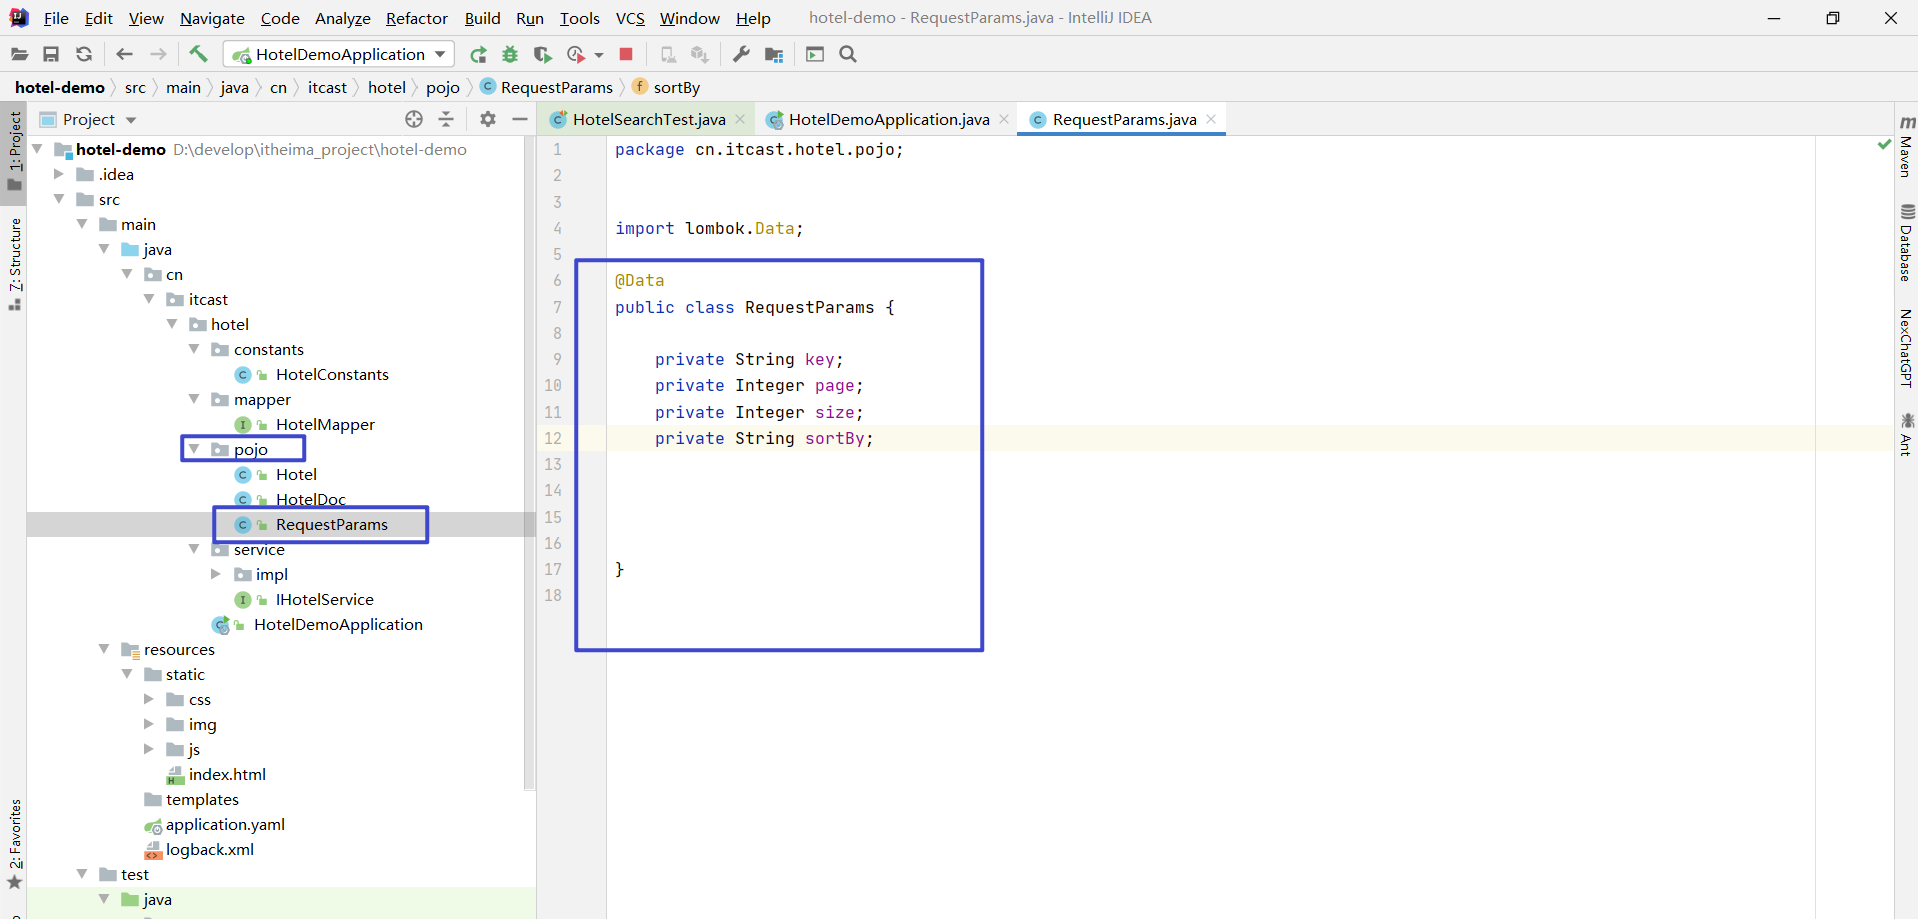 File Edit View Navigate Code Analyze Refactor Build Run Tools VCS Window Help hotel-demo - RequestParams.java - IntelliJ IDEA
HotelDemoApplication
hotel-demo src main java cn itcast hotel pojo RequestParams sortBy
1: Project
7: Structure
2: Favorites
Project
hotel-demo D:\develop\itheima_project\hotel-demo
.idea
src
main
java
cn
itcast
hotel
constants
HotelConstants
mapper
HotelMapper
pojo
Hotel
HotelDoc
RequestParams
service
impl
IHotelService
HotelDemoApplication
resources
static
css
img
js
index.html
templates
application.yaml
logback.xml
test
java
HotelSearchTest.java HotelDemoApplication.java RequestParams.java
1 package cn.itcast.hotel.pojo;
2
3
4 import lombok.Data;
5
6 @Data
7 public class RequestParams {
8
9 private String key;
10 private Integer page;
11 private Integer size;
12 private String sortBy;
13
14
15
16
17 }
18
Maven
Database
NexChatGPT
Ant